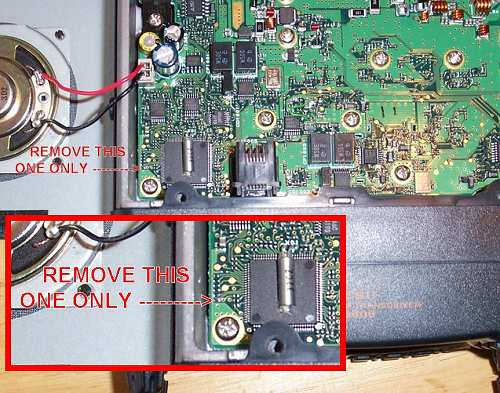 REMOVE THIS
ONE ONLY -------->
REMOVE THIS
ONE ONLY --------->